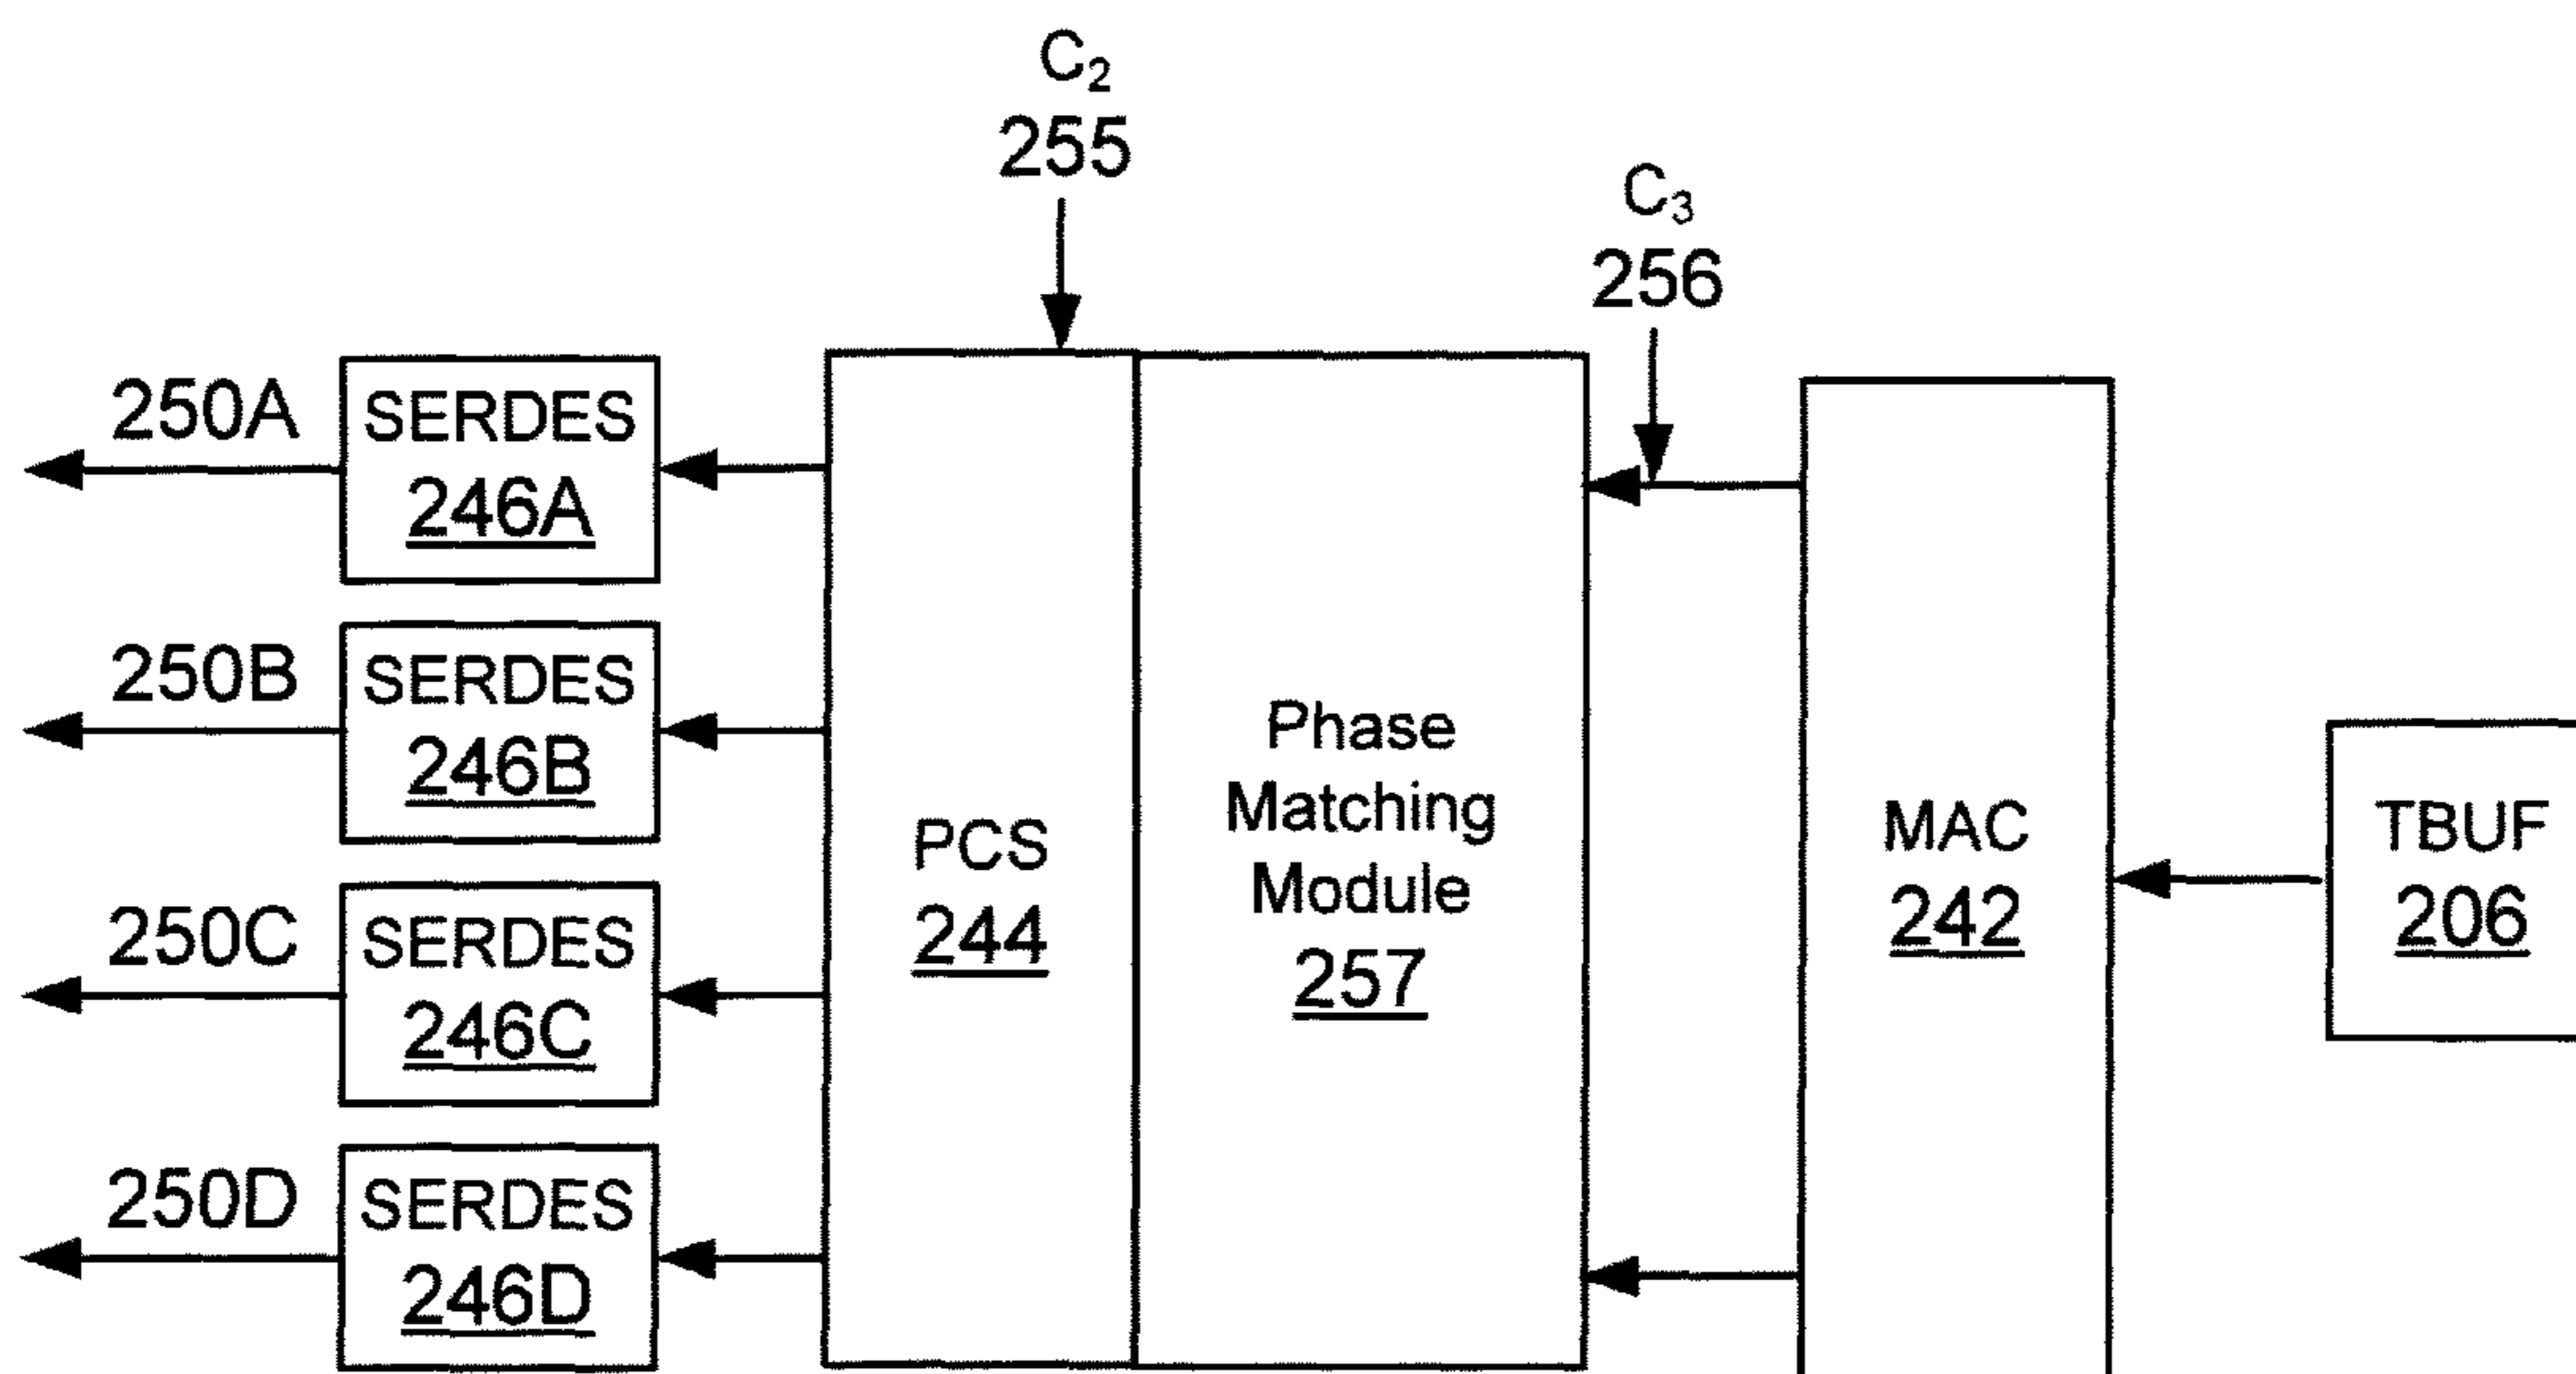 C2
255
C3
256
250A
SERDES
246A
250B
SERDES
246B
250C
SERDES
246C
250D
SERDES
246D
PCS
244
Phase
Matching
Module
257
MAC
242
TBUF
206